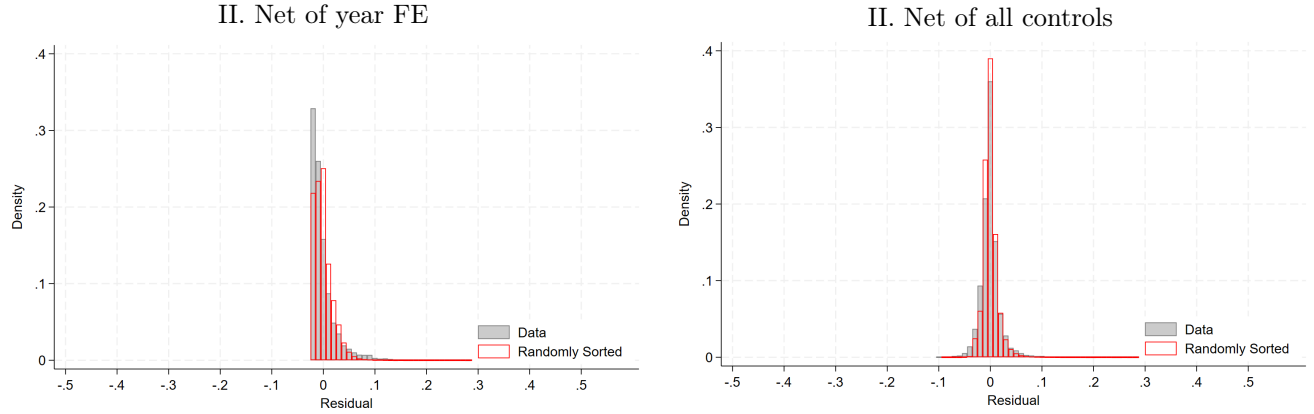 II. Net of year FE
.4
.3
.2
.1
0
Density
-.5 -.4 -.3 -.2 -.1 0 .1 .2 .3 .4 .5
Residual
Data
Randomly Sorted
II. Net of all controls
.4
.3
.2
.1
0
Density
-.5 -.4 -.3 -.2 -.1 0 .1 .2 .3 .4 .5
Residual
Data
Randomly Sorted